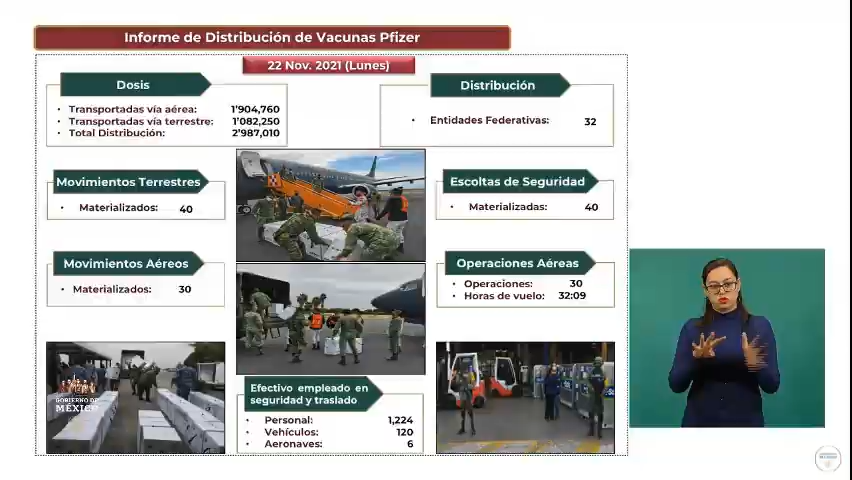 Informe de Distribución de Vacunas Pfizer
22 Nov. 2021 (Lunes)
Dosis
• Transportadas vía aérea: 1'904,760
• Transportadas vía terrestre: 1'082,250
• Total Distribución: 2'987,010
Distribución
• Entidades Federativas: 32
Movimientos Terrestres
• Materializados: 40
Escoltas de Seguridad
• Materializadas: 40
Movimientos Aéreos
• Materializados: 30
Operaciones Aéreas
• Operaciones: 30
• Horas de vuelo: 32:09
GOBIERNO DE
MÉXICO
Efectivo empleado en
seguridad y traslado
• Personal: 1,224
• Vehículos: 120
• Aeronaves: 6